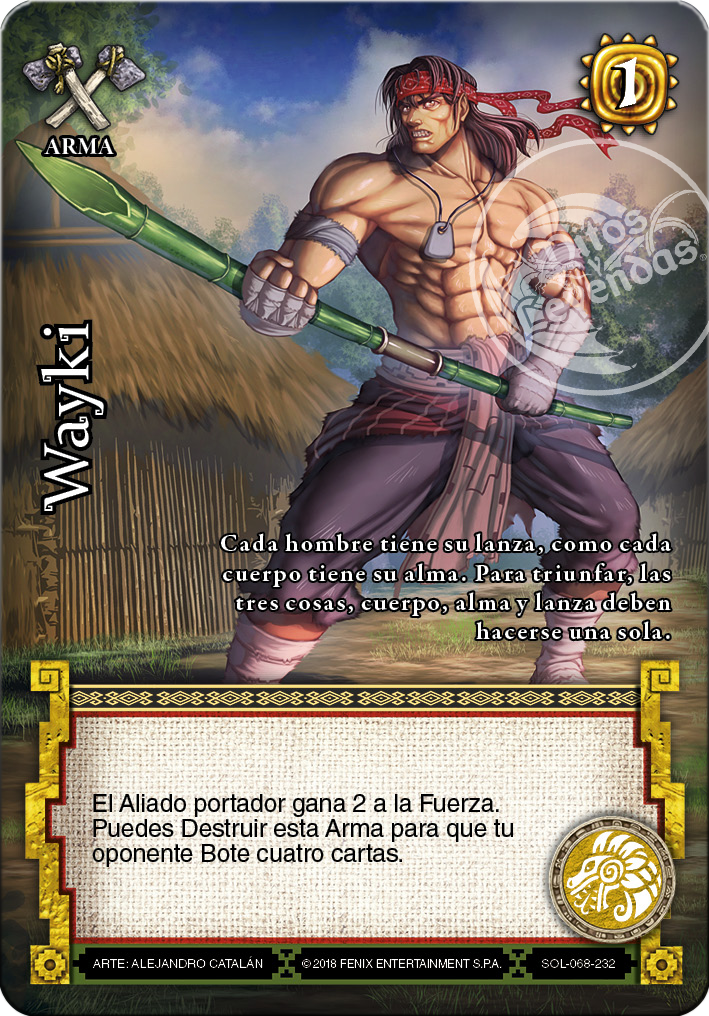 ARMA
1
Mitos
y
Leyendas
Wayki
Cada hombre tiene su lanza, como cada
cuerpo tiene su alma. Para triunfar, las
tres cosas, cuerpo, alma y lanza deben
hacerse una sola.
El Aliado portador gana 2 a la Fuerza.
Puedes Destruir esta Arma para que tu
oponente Bote cuatro cartas.
ARTE: ALEJANDRO CATALÁN
©2018 FENIX ENTERTAINMENT S.P.A.
SOL-068-232